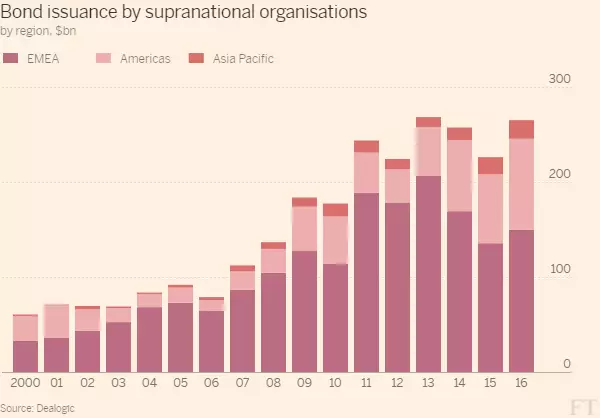 Bond issuance by supranational organisations
by region, $bn
EMEA Americas Asia Pacific
300
200
100
0
2000 01 02 03 04 05 06 07 08 09 10 11 12 13 14 15 16
Source: Dealogic
FT